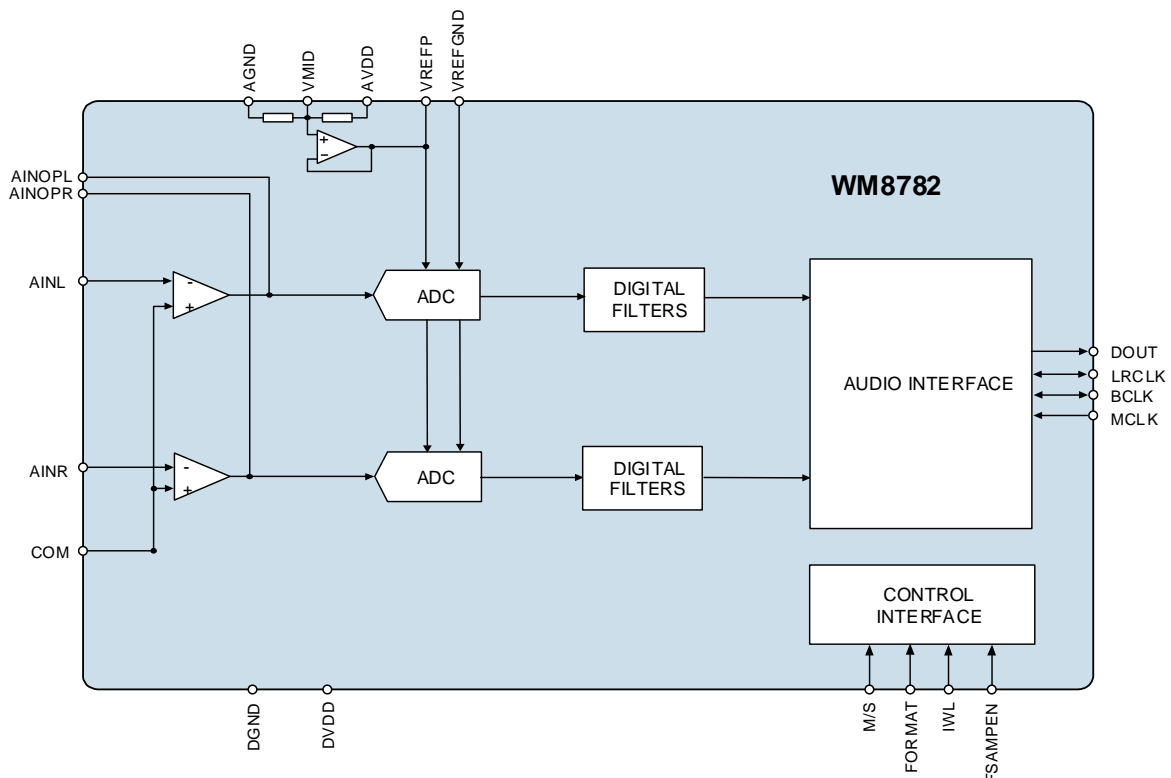 AGND
VMID
AVDD
VREFP
VREFGND
+
-
AINOPL
AINOPR
WM8782
AINL
-
+
ADC
DIGITAL
FILTERS
AUDIO INTERFACE
DOUT
LRCLK
BCLK
MCLK
AINR
-
+
ADC
DIGITAL
FILTERS
COM
CONTROL
INTERFACE
DGND
DVDD
M/S
FORMAT
IWL
FSAMPEN